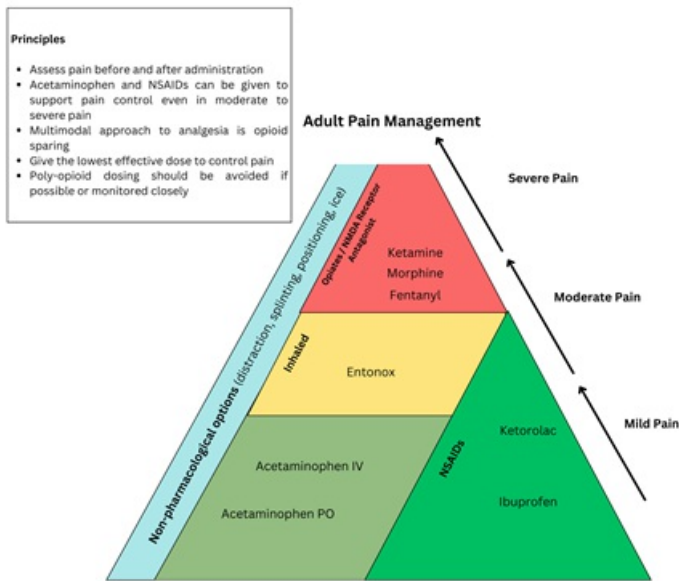 Principles
• Assess pain before and after administration
• Acetaminophen and NSAIDs can be given to
support pain control even in moderate to
severe pain
• Multimodal approach to analgesia is opioid
sparing
• Give the lowest effective dose to control pain
• Poly-opioid dosing should be avoided if
possible or monitored closely
Adult Pain Management
Severe Pain
Moderate Pain
Mild Pain
Non-pharmacological options (distraction, splinting, positioning, ice)
Opiates / NMDA Receptor
Antagonist
Ketamine
Morphine
Fentanyl
Inhaled
Entonox
Acetaminophen IV
Acetaminophen PO
NSAIDs
Ketorolac
Ibuprofen